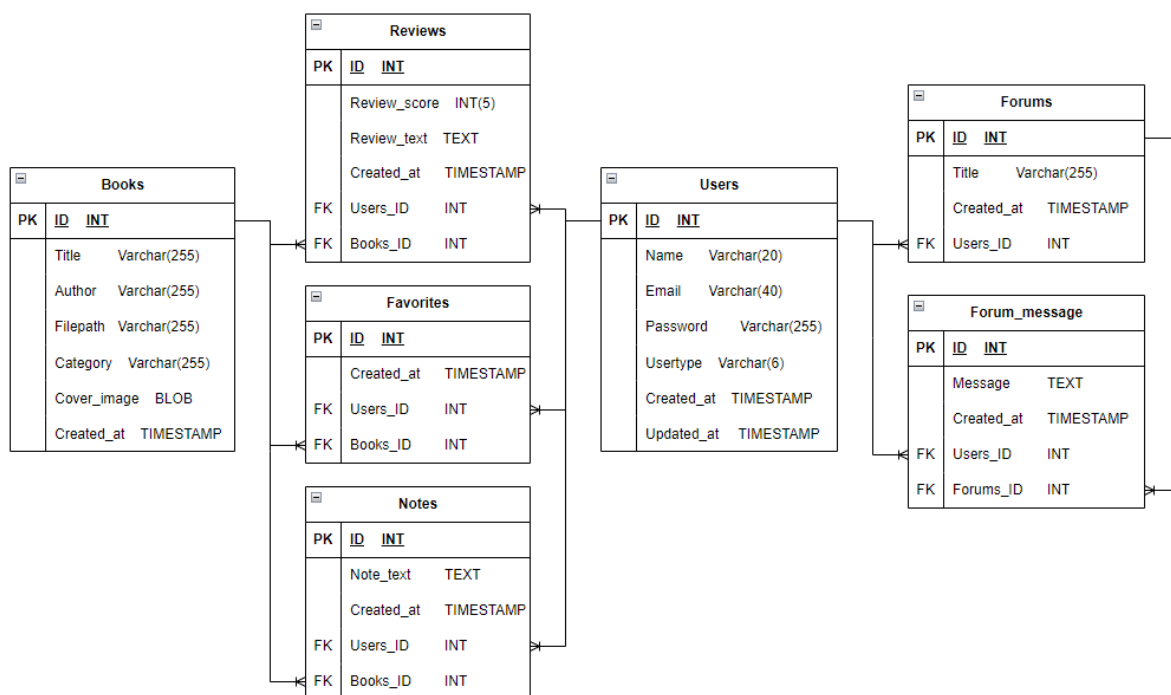 Books
PK ID INT
Title Varchar(255)
Author Varchar(255)
Filepath Varchar(255)
Category Varchar(255)
Cover_image BLOB
Created_at TIMESTAMP
Reviews
PK ID INT
Review_score INT(5)
Review_text TEXT
Created_at TIMESTAMP
FK Users_ID INT
FK Books_ID INT
Favorites
PK ID INT
Created_at TIMESTAMP
FK Users_ID INT
FK Books_ID INT
Notes
PK ID INT
Note_text TEXT
Created_at TIMESTAMP
FK Users_ID INT
FK Books_ID INT
Users
PK ID INT
Name Varchar(20)
Email Varchar(40)
Password Varchar(255)
Usertype Varchar(6)
Created_at TIMESTAMP
Updated_at TIMESTAMP
Forums
PK ID INT
Title Varchar(255)
Created_at TIMESTAMP
FK Users_ID INT
Forum_message
PK ID INT
Message TEXT
Created_at TIMESTAMP
FK Users_ID INT
FK Forums_ID INT